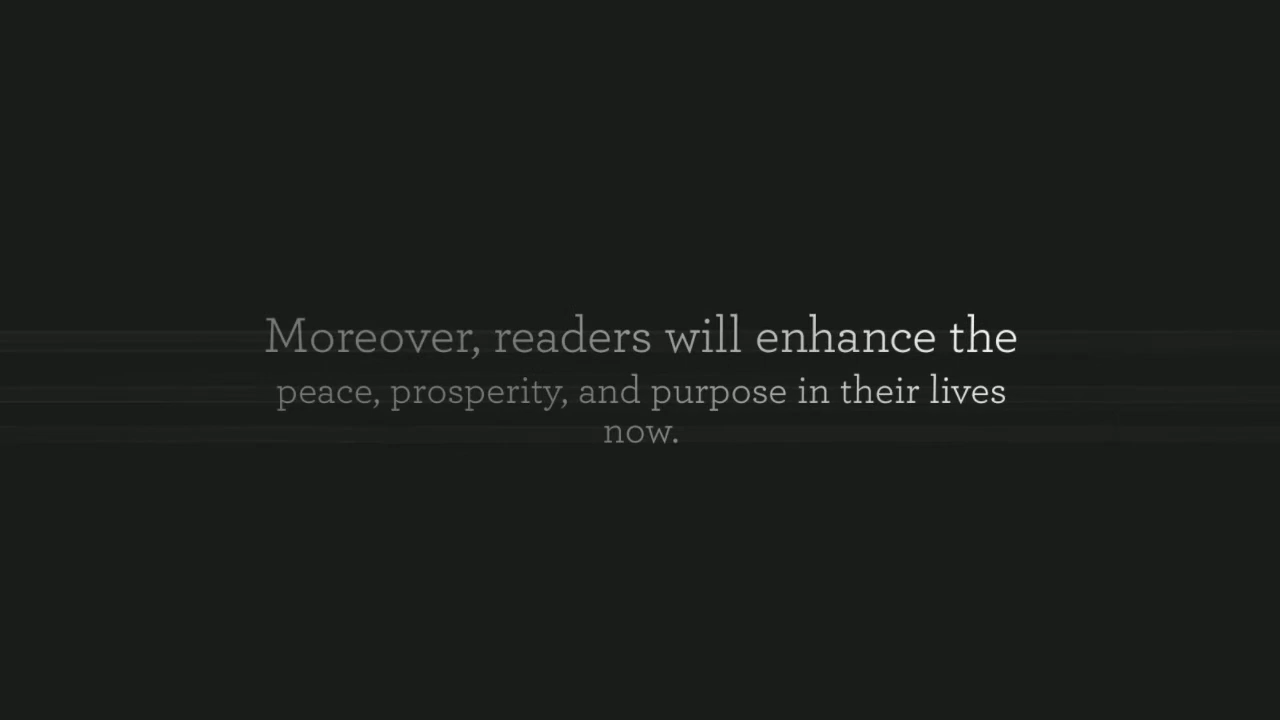 Moreover, readers will enhance the
peace, prosperity, and purpose in their lives
now.